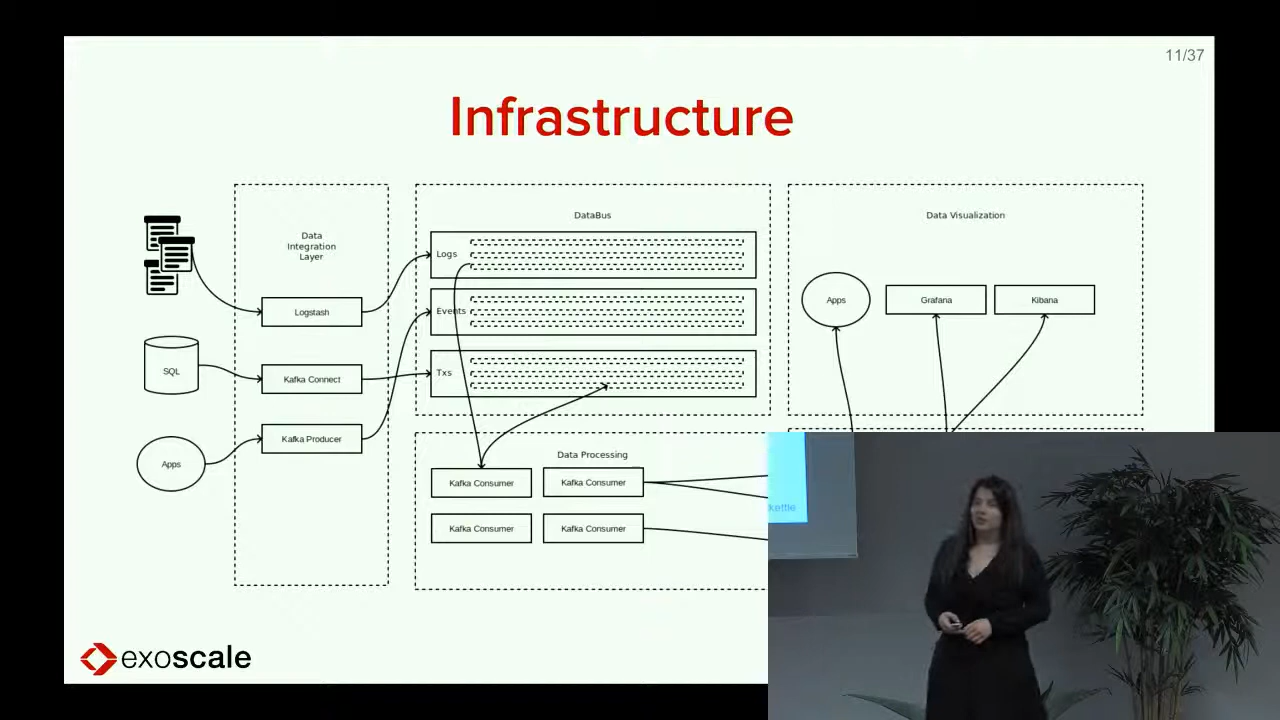 11/37
Infrastructure
Data
Integration
Layer
Logstash
SQL
Kafka Connect
Apps
Kafka Producer
DataBus
Logs
Events
Txs
Data Processing
Kafka Consumer
Kafka Consumer
Kafka Consumer
Kafka Consumer
Data Visualization
Apps
Grafana
Kibana
kettle
exoscale